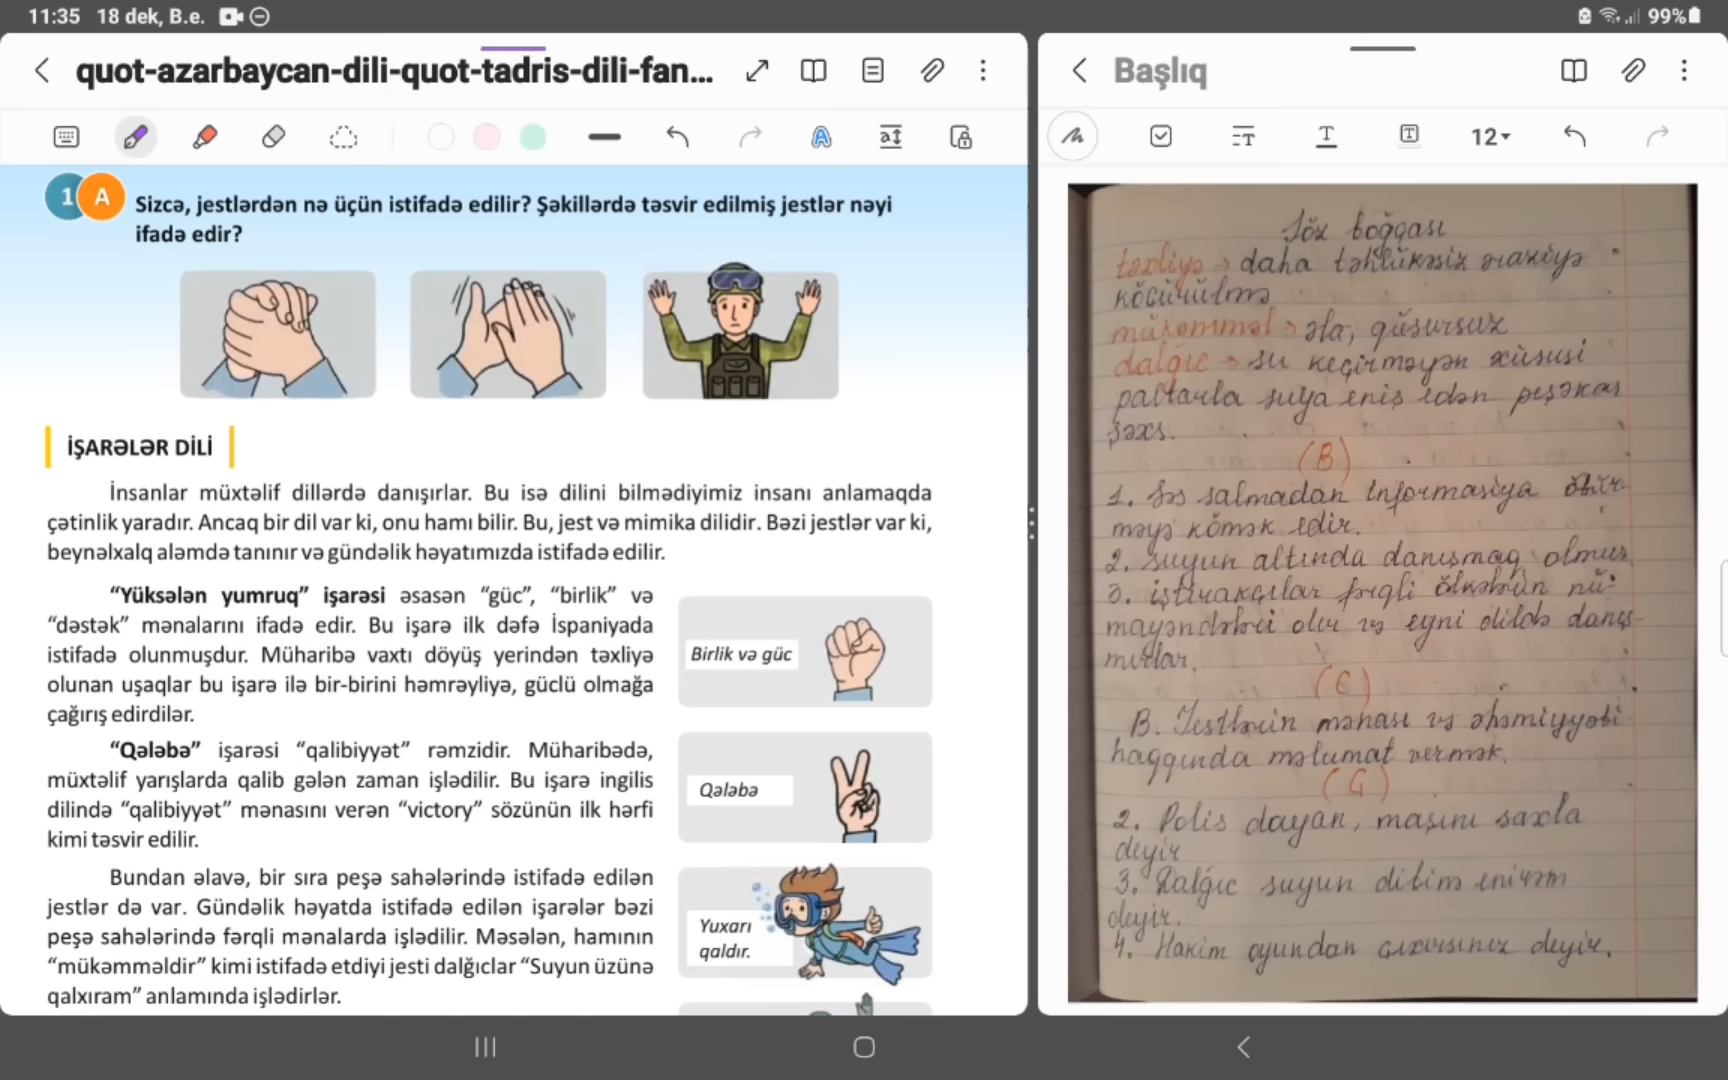 11:35 18 dek, B.e.
99%
quot-azarbaycan-dili-quot-tadris-dili-fan...
1 A
Sizcə, jestlərdən nə üçün istifadə edilir? Şəkillərdə təsvir edilmiş jestlər nəyi
ifadə edir?
İŞARƏLƏR DİLİ
İnsanlar müxtəlif dillərdə danışırlar. Bu isə dilini bilmədiyimiz insanı anlamaqda
çətinlik yaradır. Ancaq bir dil var ki, onu hamı bilir. Bu, jest və mimika dilidir. Bəzi jestlər var ki,
beynəlxalq aləmdə tanınır və gündəlik həyatımızda istifadə edilir.
“Yüksələn yumruq” işarəsi əsasən “güc”, “birlik” və
“dəstək” mənalarını ifadə edir. Bu işarə ilk dəfə İspaniyada
istifadə olunmuşdur. Müharibə vaxtı döyüş yerindən təxliyə
olunan uşaqlar bu işarə ilə bir-birini həmrəyliyə, güclü olmağa
çağırış edirdilər.
Birlik və güc
“Qələbə” işarəsi “qalibiyyət” rəmzidir. Müharibədə,
müxtəlif yarışlarda qalib gələn zaman işlədilir. Bu işarə ingilis
dilində “qalibiyyət” mənasını verən “victory” sözünün ilk hərfi
kimi təsvir edilir.
Qələbə
Bundan əlavə, bir sıra peşə sahələrində istifadə edilən
jestlər də var. Gündəlik həyatda istifadə edilən işarələr bəzi
peşə sahələrində fərqli mənalarda işlədilir. Məsələn, hamının
“mükəmməldir” kimi istifadə etdiyi jesti dalğıclar “Suyun üzünə
qalxıram” anlamında işlədirlər.
Yuxarı
qaldır.
Başlıq
12
Söz boğçası
təxliyə → daha təhlükəsiz əraziyə
köçürülmə
mükəmməl → əla, qüsursuz
dalğıc → su keçirməyən xüsusi
paltarla suya eniş edən peşəkar
şəxs.
(B)
1. Səs salmadan informasiya ötür-
məyə kömək edir.
2. Suyun altında danışmaq olmur
3. iştirakçılar fərqli ölkələrin nü-
mayəndələri olur və eyni dildə danış-
mırlar.
(C)
B. Jestlərin mənası və əhəmiyyəti
haqqında məlumat vermək.
(Ç)
2. Polis dayan, maşını saxla
deyir
3. Dalğıc suyun dibinə enirəm
deyir.
4. Hakim oyundan çıxırsınız deyir.